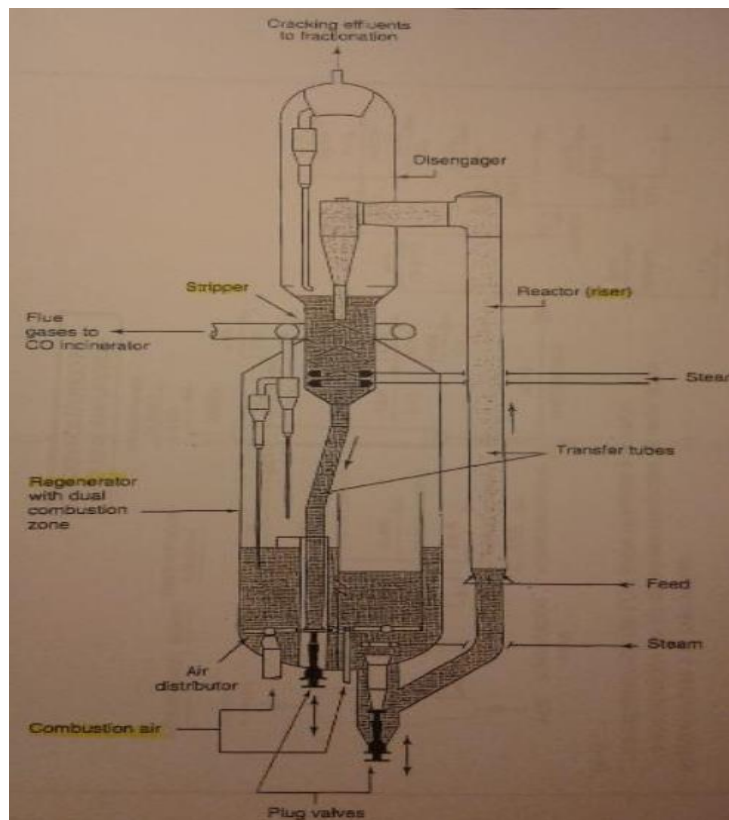 Cracking effluents
to fractionation
Disengager
Stripper
Reactor (riser)
Flue
gases to
CO incinerator
Stear
Transfer tubes
Regenerator
with dual
combustion
zone
Feed
Steam
Air
distributor
Combustion air
Plug valves